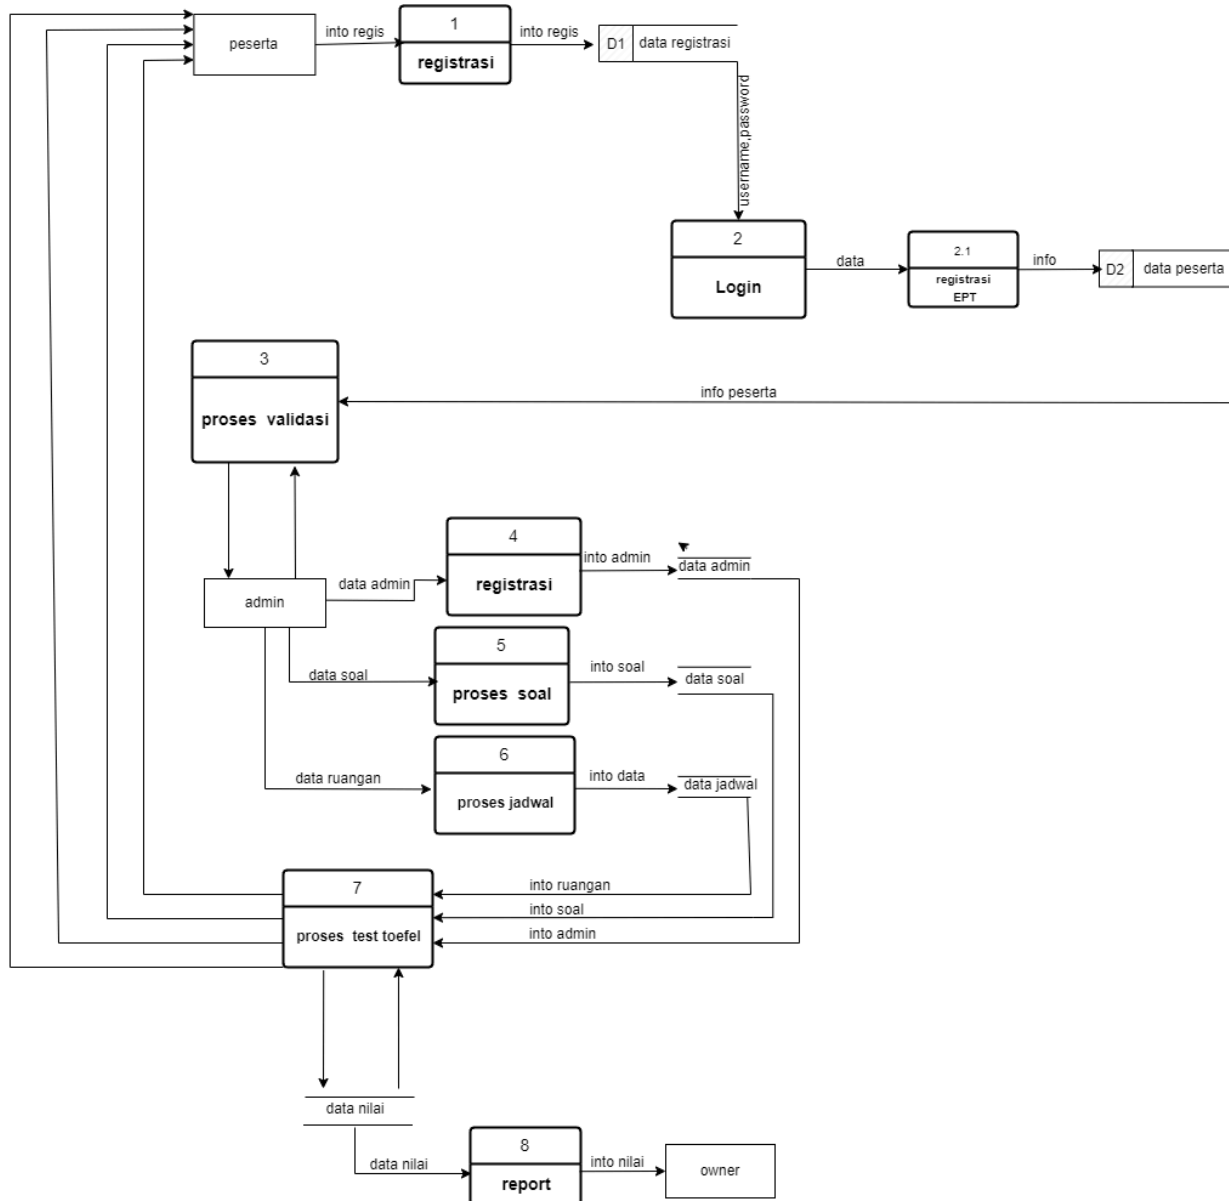 peserta
into regis
1
registrasi
into regis
D1
data registrasi
username,password
2
Login
data
2.1
registrasi
EPT
info
D2
data peserta
3
proses validasi
info peserta
admin
data admin
4
registrasi
into admin
data admin
data soal
5
proses soal
into soal
data soal
data ruangan
6
proses jadwal
into data
data jadwal
7
proses test toefel
into ruangan
into soal
into admin
data nilai
data nilai
8
report
into nilai
owner